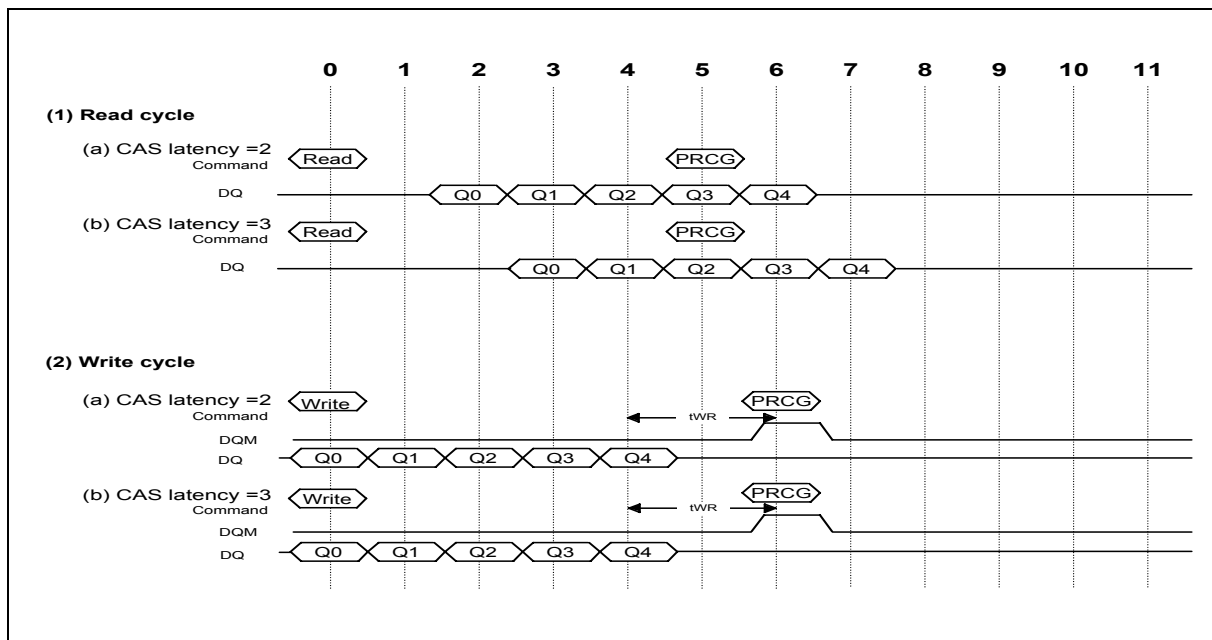 0 1 2 3 4 5 6 7 8 9 10 11
(1) Read cycle
(a) CAS latency =2
Command
Read PRCG
DQ Q0 Q1 Q2 Q3 Q4
(b) CAS latency =3
Command
Read PRCG
DQ Q0 Q1 Q2 Q3 Q4
(2) Write cycle
(a) CAS latency =2
Command
Write tWR PRCG
DQM
DQ Q0 Q1 Q2 Q3 Q4
(b) CAS latency =3
Command
Write tWR PRCG
DQM
DQ Q0 Q1 Q2 Q3 Q4